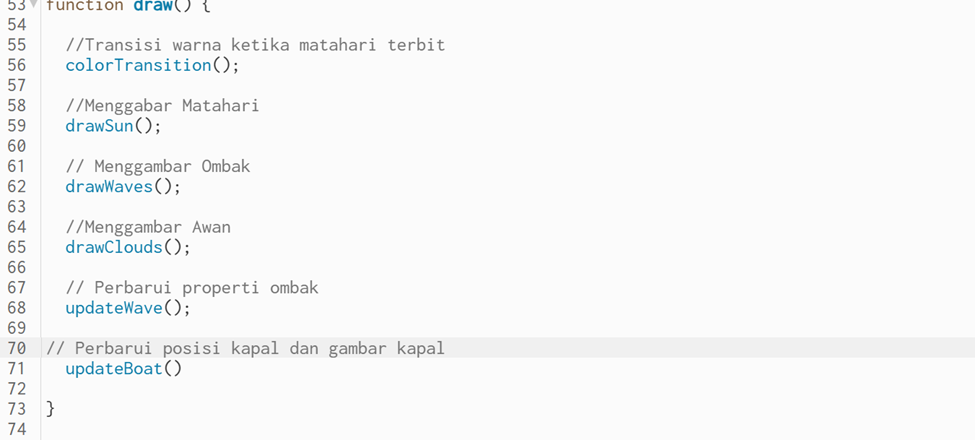 53 function draw() {
54
55 //Transisi warna ketika matahari terbit
56 colorTransition();
57
58 //Menggabar Matahari
59 drawSun();
60
61 // Menggambar Ombak
62 drawWaves();
63
64 //Menggambar Awan
65 drawClouds();
66
67 // Perbarui properti ombak
68 updateWave();
69
70 // Perbarui posisi kapal dan gambar kapal
71 updateBoat()
72
73 }
74